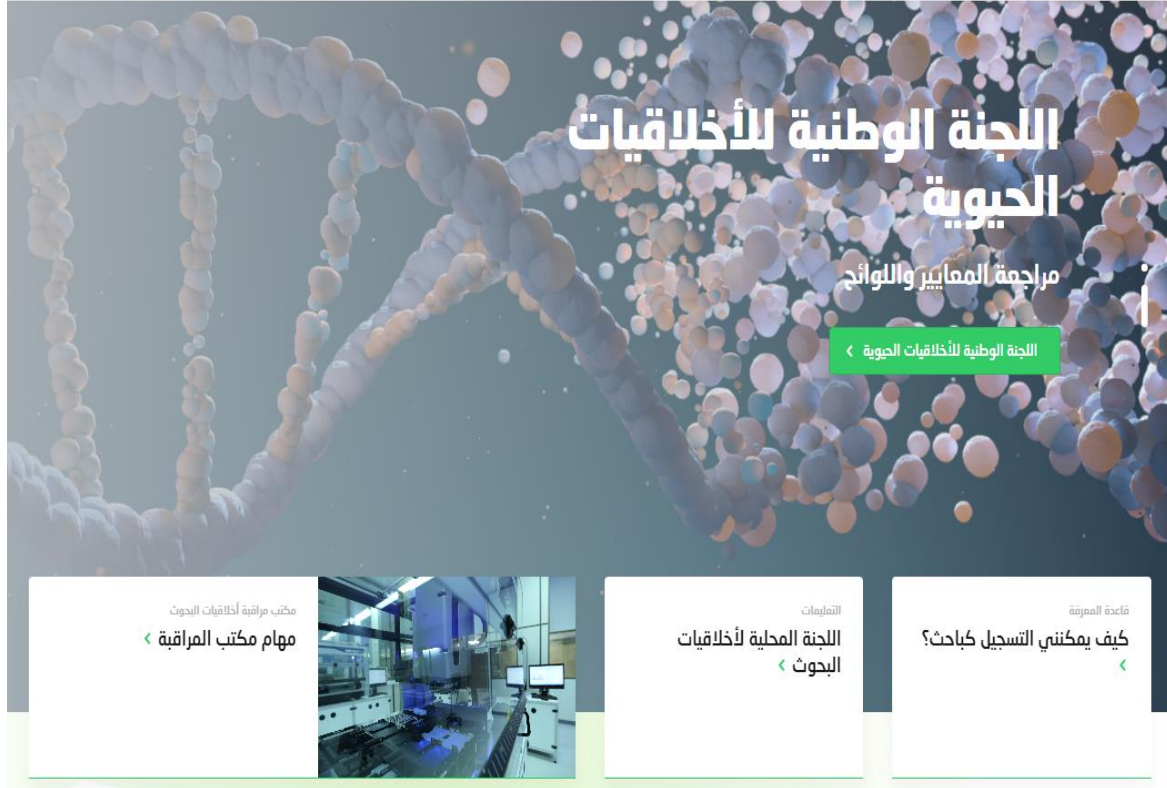 اللجنة الوطنية للأخلاقيات
الحيوية
مراجعة المعايير واللوائح
اللجنة الوطنية للأخلاقيات الحيوية
قاعدة المعرفة
كيف يمكنني التسجيل كباحث؟
التعليمات
اللجنة المحلية لأخلاقيات
البحوث
مكتب مراقبة أخلاقيات البحوث
مهام مكتب المراقبة